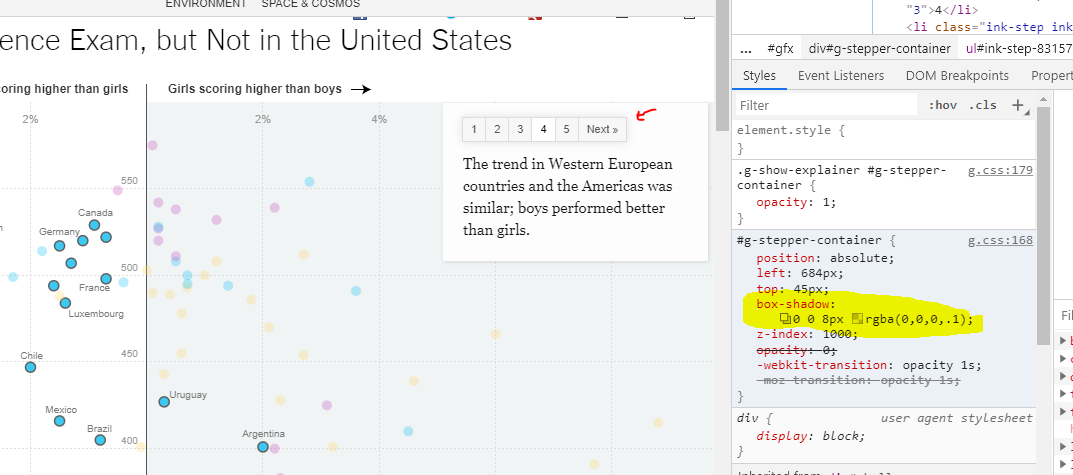 ENVIRONMENT SPACE & COSMOS
ence Exam, but Not in the United States
oring higher than girls
Girls scoring higher than boys
2%
2%
4%
1 2 3 4 5 Next »
The trend in Western European
countries and the Americas was
similar; boys performed better
than girls.
550
Canada
Germany
500
France
Luxembourg
450
Chile
Uruguay
Mexico
Brazil
400
Argentina
"3">4</li>
<li class="ink-step ink
... #gfx div#g-stepper-container ul#ink-step-83157
Styles Event Listeners DOM Breakpoints Propert
Filter :hov .cls +
element.style {
}
.g-show-explainer #g-stepper- g.css:179
container {
opacity: 1;
}
#g-stepper-container { g.css:168
position: absolute;
left: 684px;
top: 45px;
box-shadow:
0 0 8px rgba(0,0,0,.1);
z-index: 1000;
opacity: 0;
-webkit-transition: opacity 1s;
-moz-transition: opacity 1s;
}
div { user agent stylesheet
display: block;
}
Fil